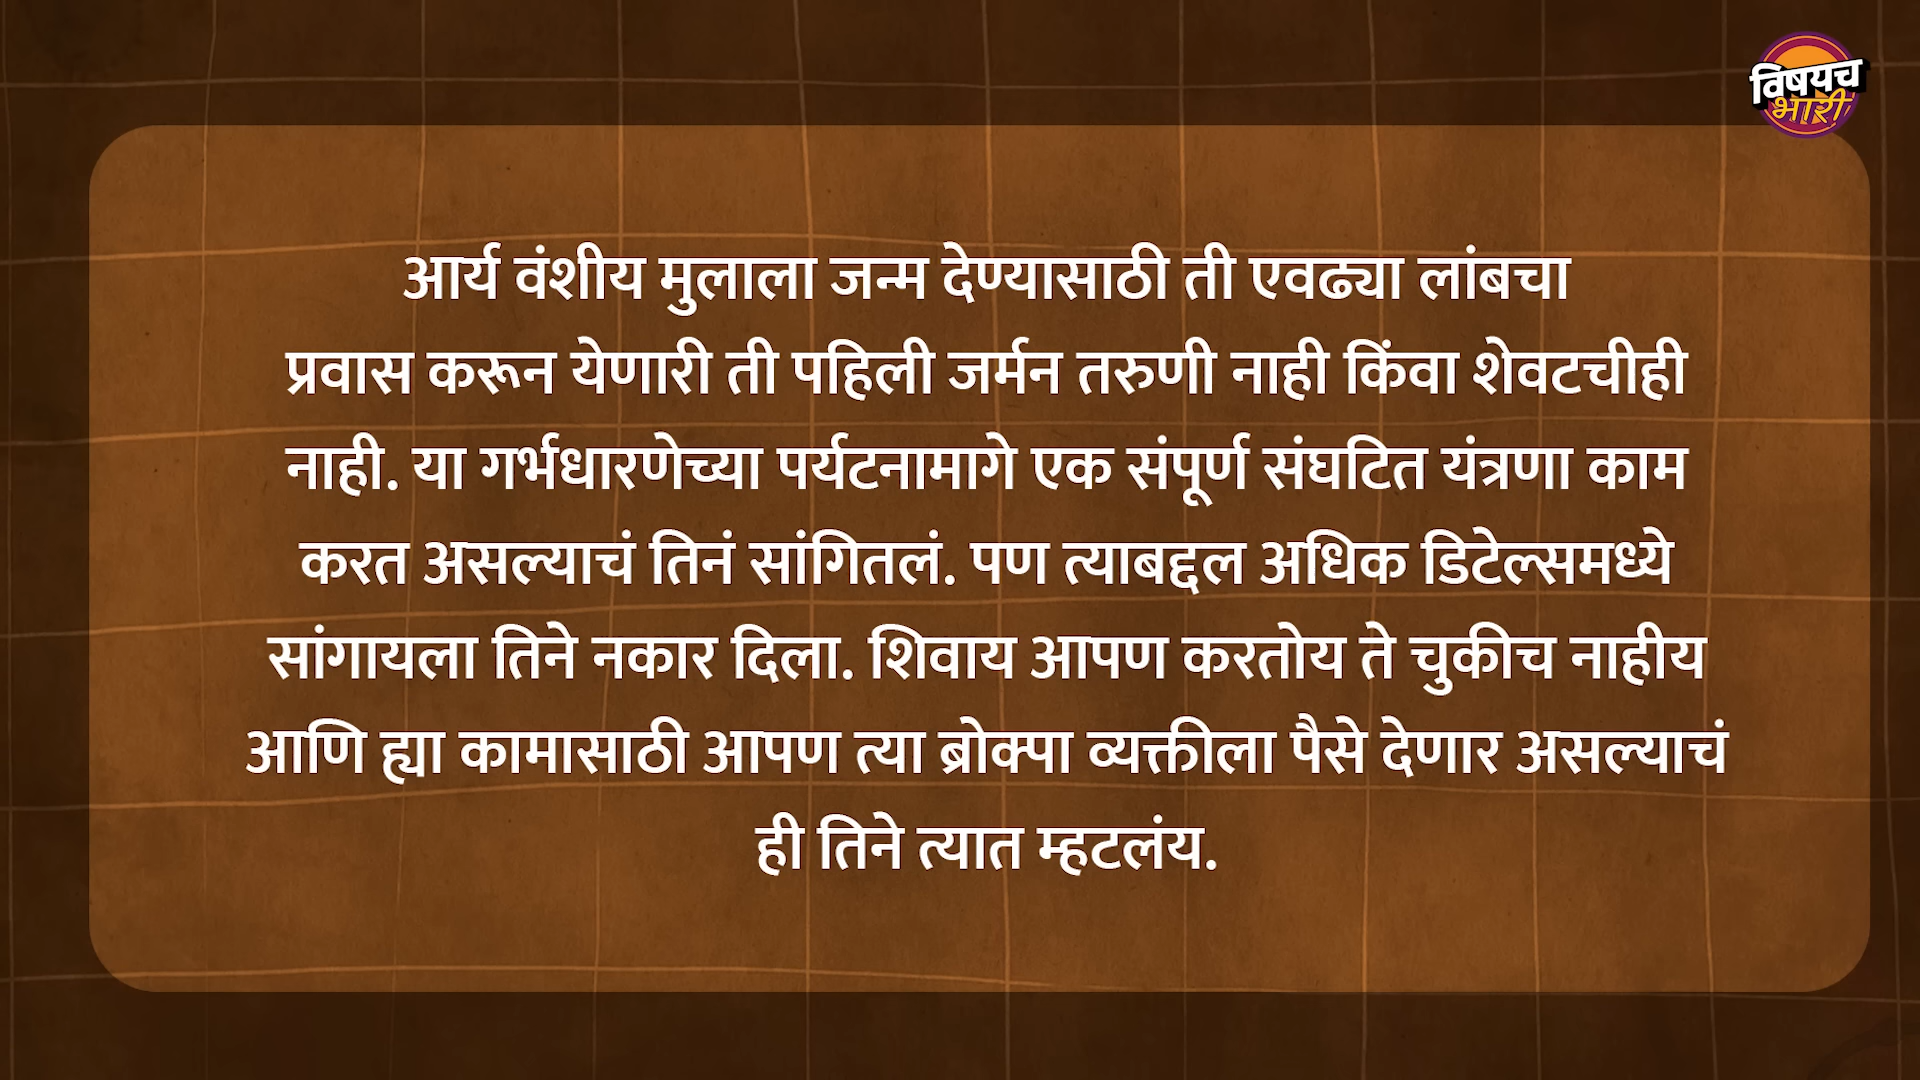 विषयच
भारी
आर्य वंशीय मुलाला जन्म देण्यासाठी ती एवढ्या लांबचा
प्रवास करून येणारी ती पहिली जर्मन तरुणी नाही किंवा शेवटचीही
नाही. या गर्भधारणेच्या पर्यटनामागे एक संपूर्ण संघटित यंत्रणा काम
करत असल्याचं तिनं सांगितलं. पण त्याबद्दल अधिक डिटेल्समध्ये
सांगायला तिने नकार दिला. शिवाय आपण करतोय ते चुकीच नाहीय
आणि ह्या कामासाठी आपण त्या ब्रोक्पा व्यक्तीला पैसे देणार असल्याचं
ही तिने त्यात म्हटलंय.